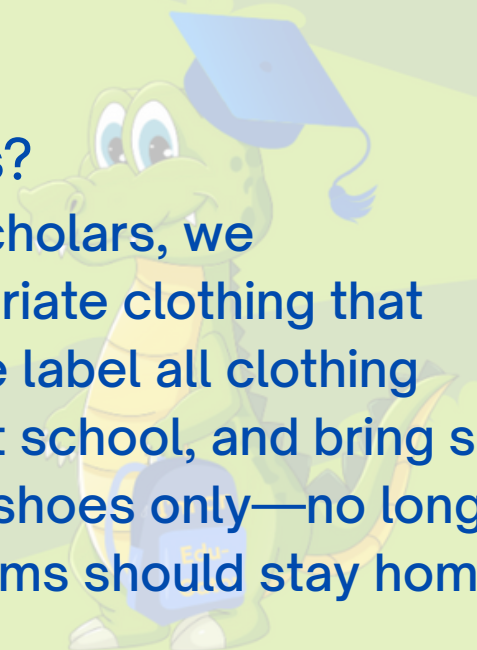 s?
cholars, we
riate clothing that
e label all clothing
t school, and bring s
shoes only—no long
ms should stay hom
Edu-